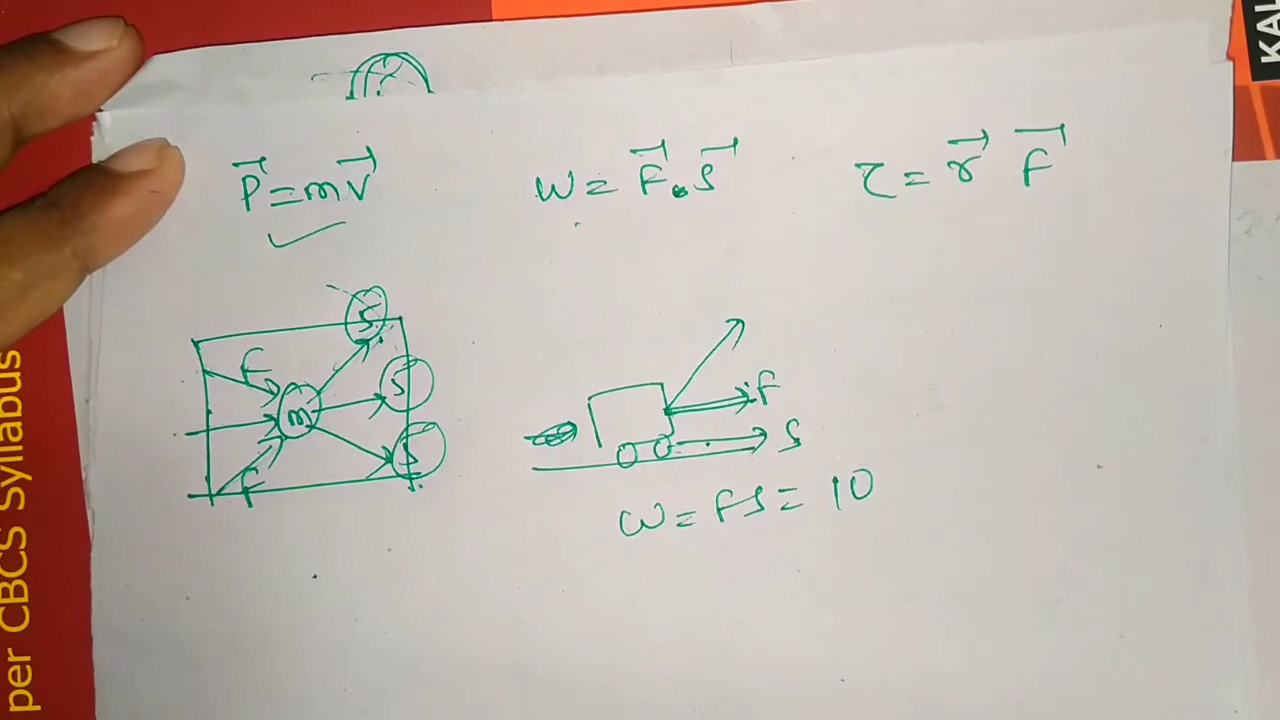 KAL
P = mv
W = F.S
τ = r F
F
m
F
S
S
S
F
S
W = FS = 10
per CBCS Syllabus